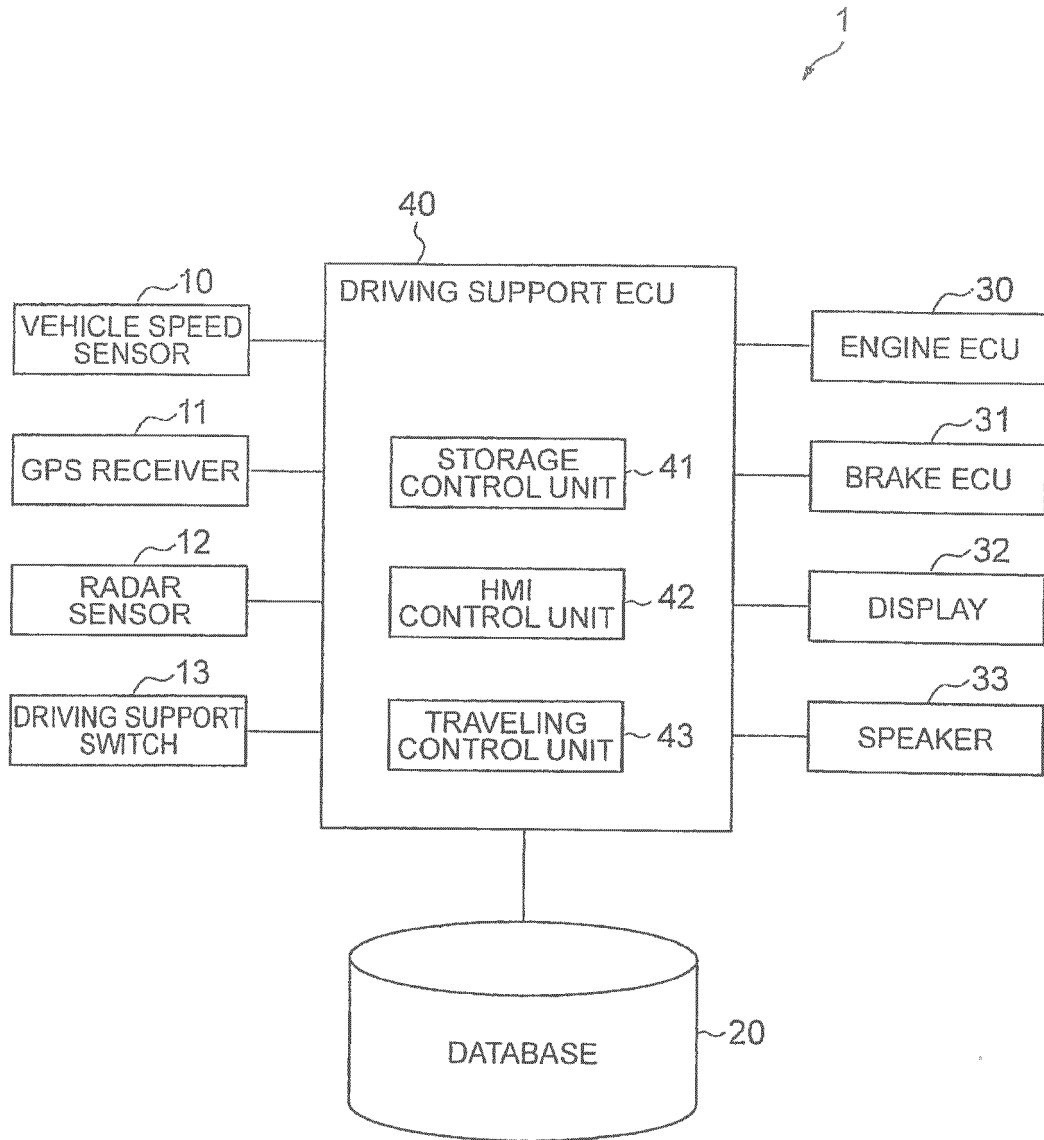 1
40
DRIVING SUPPORT ECU
10
VEHICLE SPEED
SENSOR
11
GPS RECEIVER
12
RADAR
SENSOR
13
DRIVING SUPPORT
SWITCH
STORAGE
CONTROL UNIT
41
HMI
CONTROL UNIT
42
TRAVELING
CONTROL UNIT
43
30
ENGINE ECU
31
BRAKE ECU
32
DISPLAY
33
SPEAKER
DATABASE
20